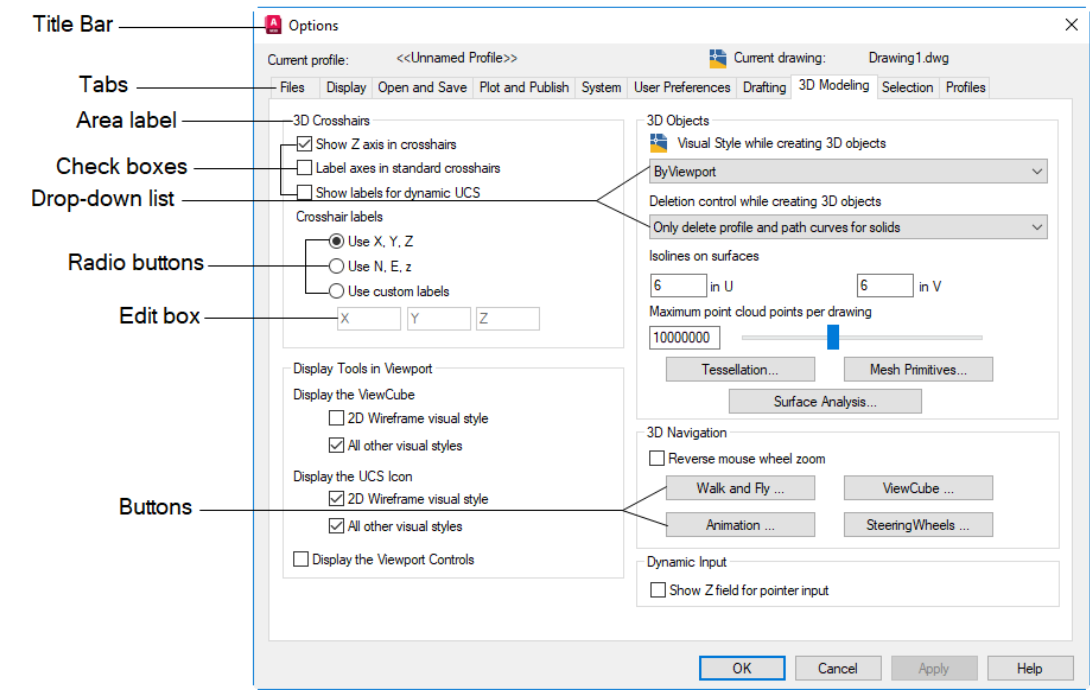 Title Bar
Options
Current profile: <<Unnamed Profile>> Current drawing: Drawing1.dwg
Tabs
Files Display Open and Save Plot and Publish System User Preferences Drafting 3D Modeling Selection Profiles
Area label
3D Crosshairs
Check boxes
Show Z axis in crosshairs
Label axes in standard crosshairs
Show labels for dynamic UCS
Drop-down list
Crosshair labels
Radio buttons
Use X, Y, Z
Use N, E, z
Use custom labels
Edit box
X Y Z
Display Tools in Viewport
Display the ViewCube
2D Wireframe visual style
All other visual styles
Display the UCS Icon
2D Wireframe visual style
All other visual styles
Display the Viewport Controls
3D Objects
Visual Style while creating 3D objects
ByViewport
Deletion control while creating 3D objects
Only delete profile and path curves for solids
Isolines on surfaces
6 in U 6 in V
Maximum point cloud points per drawing
10000000
Tessellation... Mesh Primitives...
Surface Analysis...
3D Navigation
Reverse mouse wheel zoom
Buttons
Walk and Fly ... ViewCube ...
Animation ... SteeringWheels ...
Dynamic Input
Show Z field for pointer input
OK Cancel Apply Help